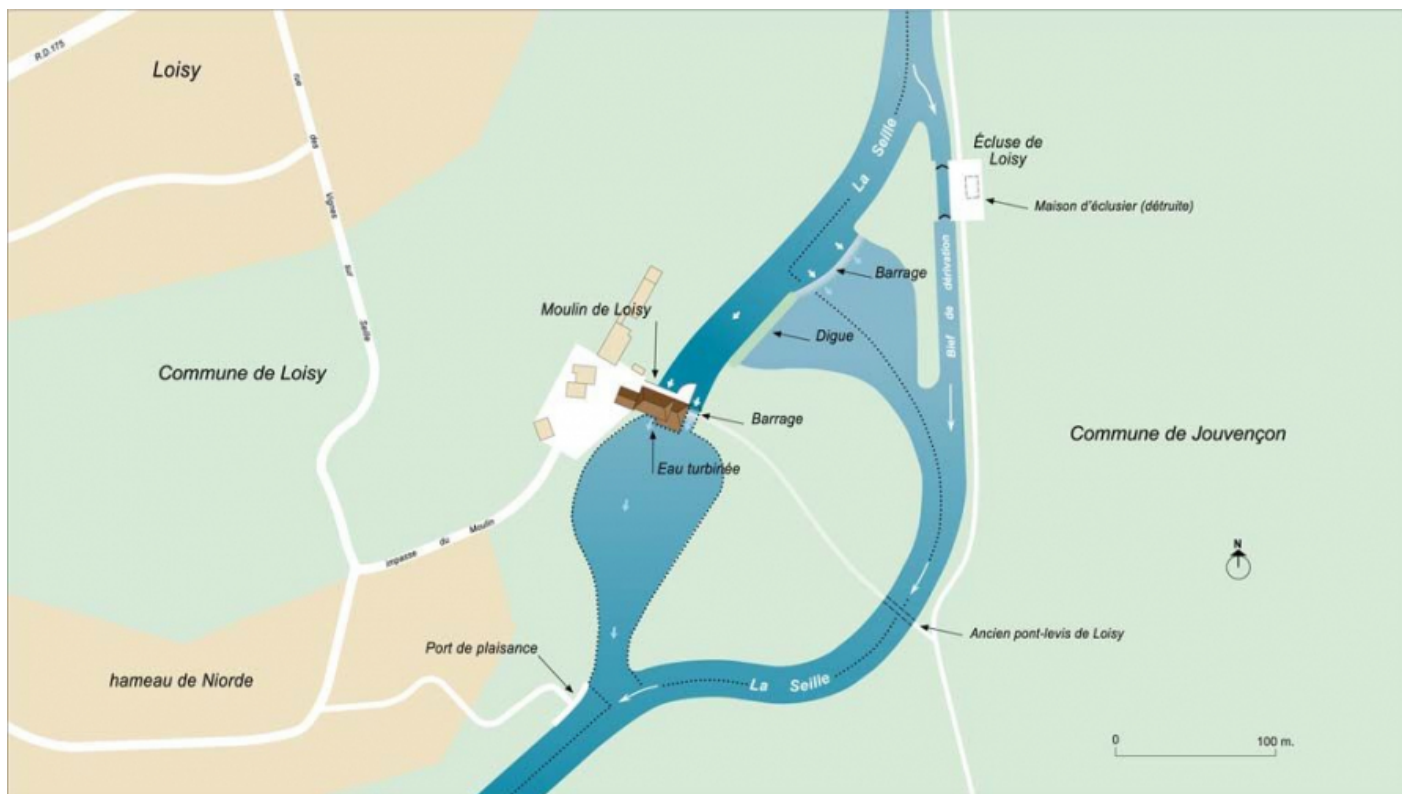 R.D.175
Loisy
rue des Vignes sur Seille
La Seille
Écluse de
Loisy
Maison d'éclusier (détruite)
Barrage
Moulin de Loisy
Digue
Bief de dérivation
Commune de Loisy
Barrage
Commune de Jouvençon
Eau turbinée
Impasse du Moulin
N
Ancien pont-levis de Loisy
Port de plaisance
hameau de Niorde
La Seille
0 100 m.